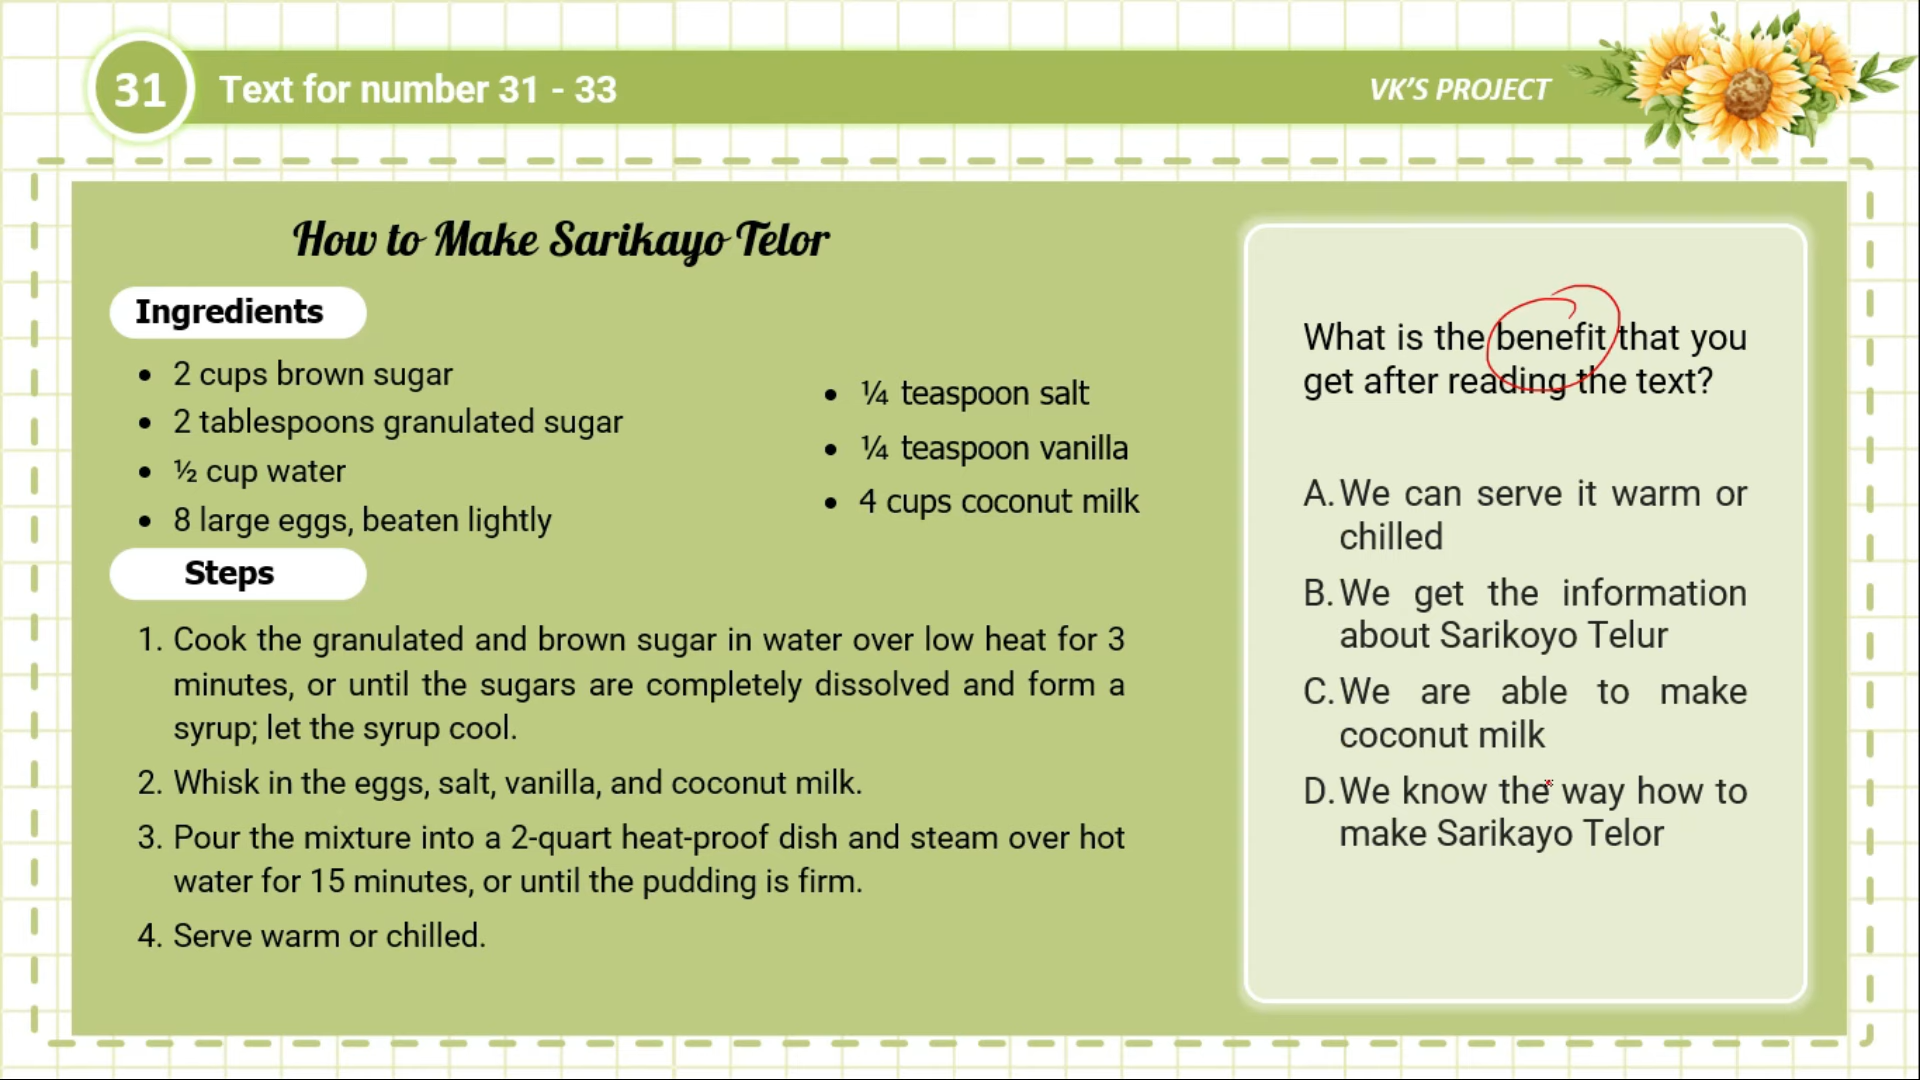 31
Text for number 31 - 33
VK'S PROJECT
How to Make Sarikayo Telor
Ingredients
• 2 cups brown sugar
• 2 tablespoons granulated sugar
• ½ cup water
• 8 large eggs, beaten lightly
• ¼ teaspoon salt
• ¼ teaspoon vanilla
• 4 cups coconut milk
Steps
1. Cook the granulated and brown sugar in water over low heat for 3
minutes, or until the sugars are completely dissolved and form a
syrup; let the syrup cool.
2. Whisk in the eggs, salt, vanilla, and coconut milk.
3. Pour the mixture into a 2-quart heat-proof dish and steam over hot
water for 15 minutes, or until the pudding is firm.
4. Serve warm or chilled.
What is the benefit that you
get after reading the text?
A. We can serve it warm or
chilled
B. We get the information
about Sarikoyo Telur
C. We are able to make
coconut milk
D. We know the way how to
make Sarikayo Telor